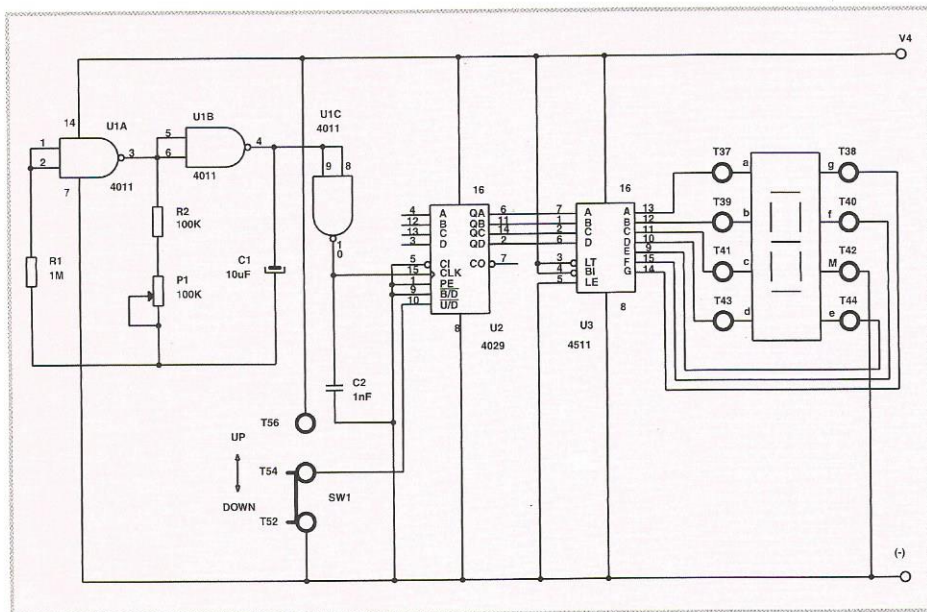 V4
14
U1A
1
2
3
4011
7
U1B
5
6
4
4011
U1C
4011
9 8
1
0
R2
100K
P1
100K
R1
1M
C1
10uF
C2
1nF
16
4 A QA 6
12 B QB 11
13 C QC 14
3 D QD 2
5 CI CO 7
15 CLK
1 PE
9 B/D
10 U/D
8
U2
4029
16
7 A A 13
1 B B 12
2 C C 11
6 D D 10
E 9
3 LT F 15
4 BI G 14
5 LE
8
U3
4511
T37 a g T38
T39 b f T40
T41 c M T42
T43 d e T44
T56
UP
T54
SW1
DOWN
T52
(-)